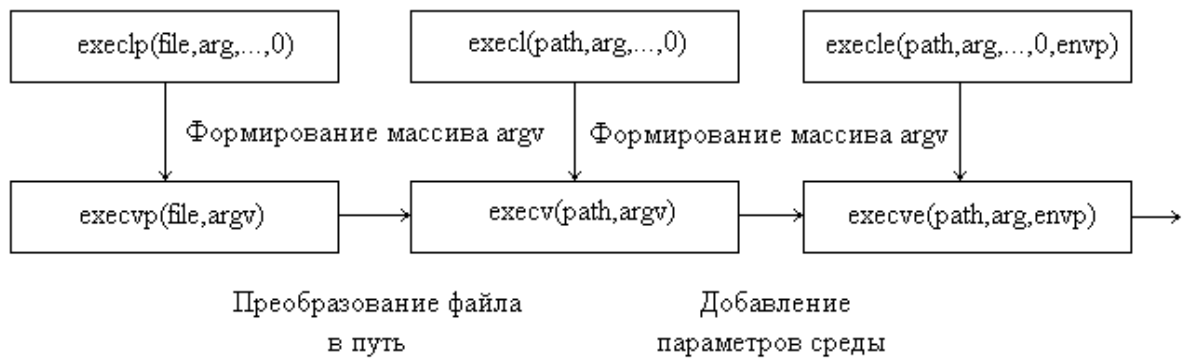 execlp(file,arg,...,0)
execl(path,arg,...,0)
execle(path,arg,...,0,envp)
Формирование массива argv
Формирование массива argv
execvp(file,argv)
execv(path,argv)
execve(path,arg,envp)
Преобразование файла
в путь
Добавление
параметров среды